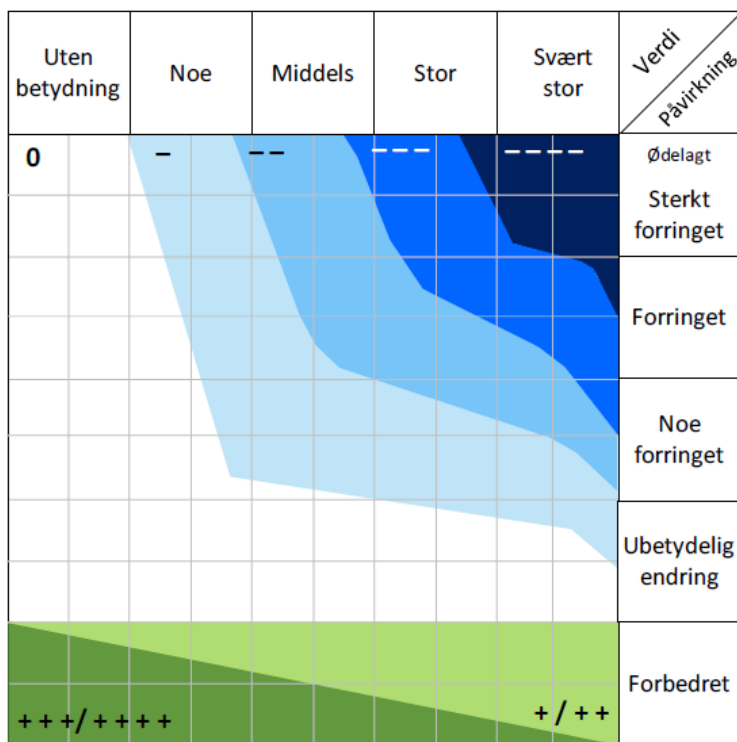 Uten
betydning
Noe
Middels
Stor
Svært
stor
Verdi
Påvirkning
0
–
– –
– – –
– – – –
Ødelagt
Sterkt
forringet
Forringet
Noe
forringet
Ubetydelig
endring
Forbedret
+ + + / + + + +
+ / + +